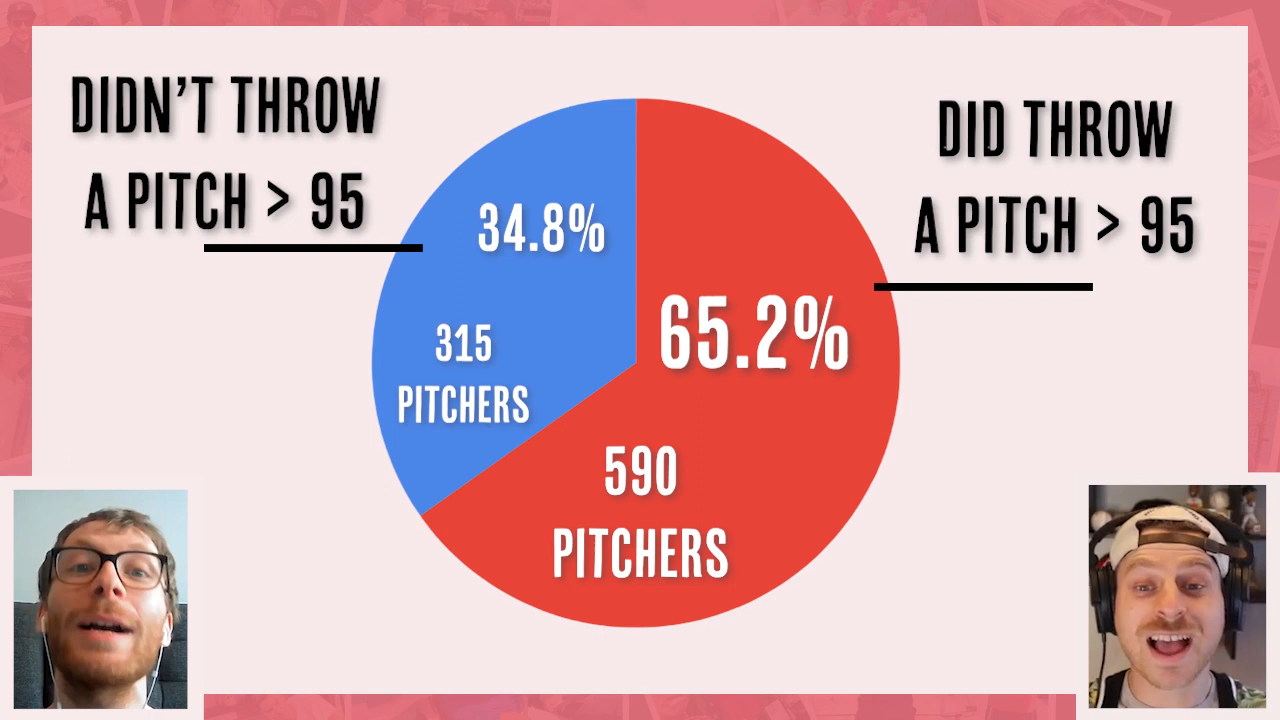 DIDN'T THROW
A PITCH > 95
DID THROW
A PITCH > 95
34.8%
315
PITCHERS
65.2%
590
PITCHERS